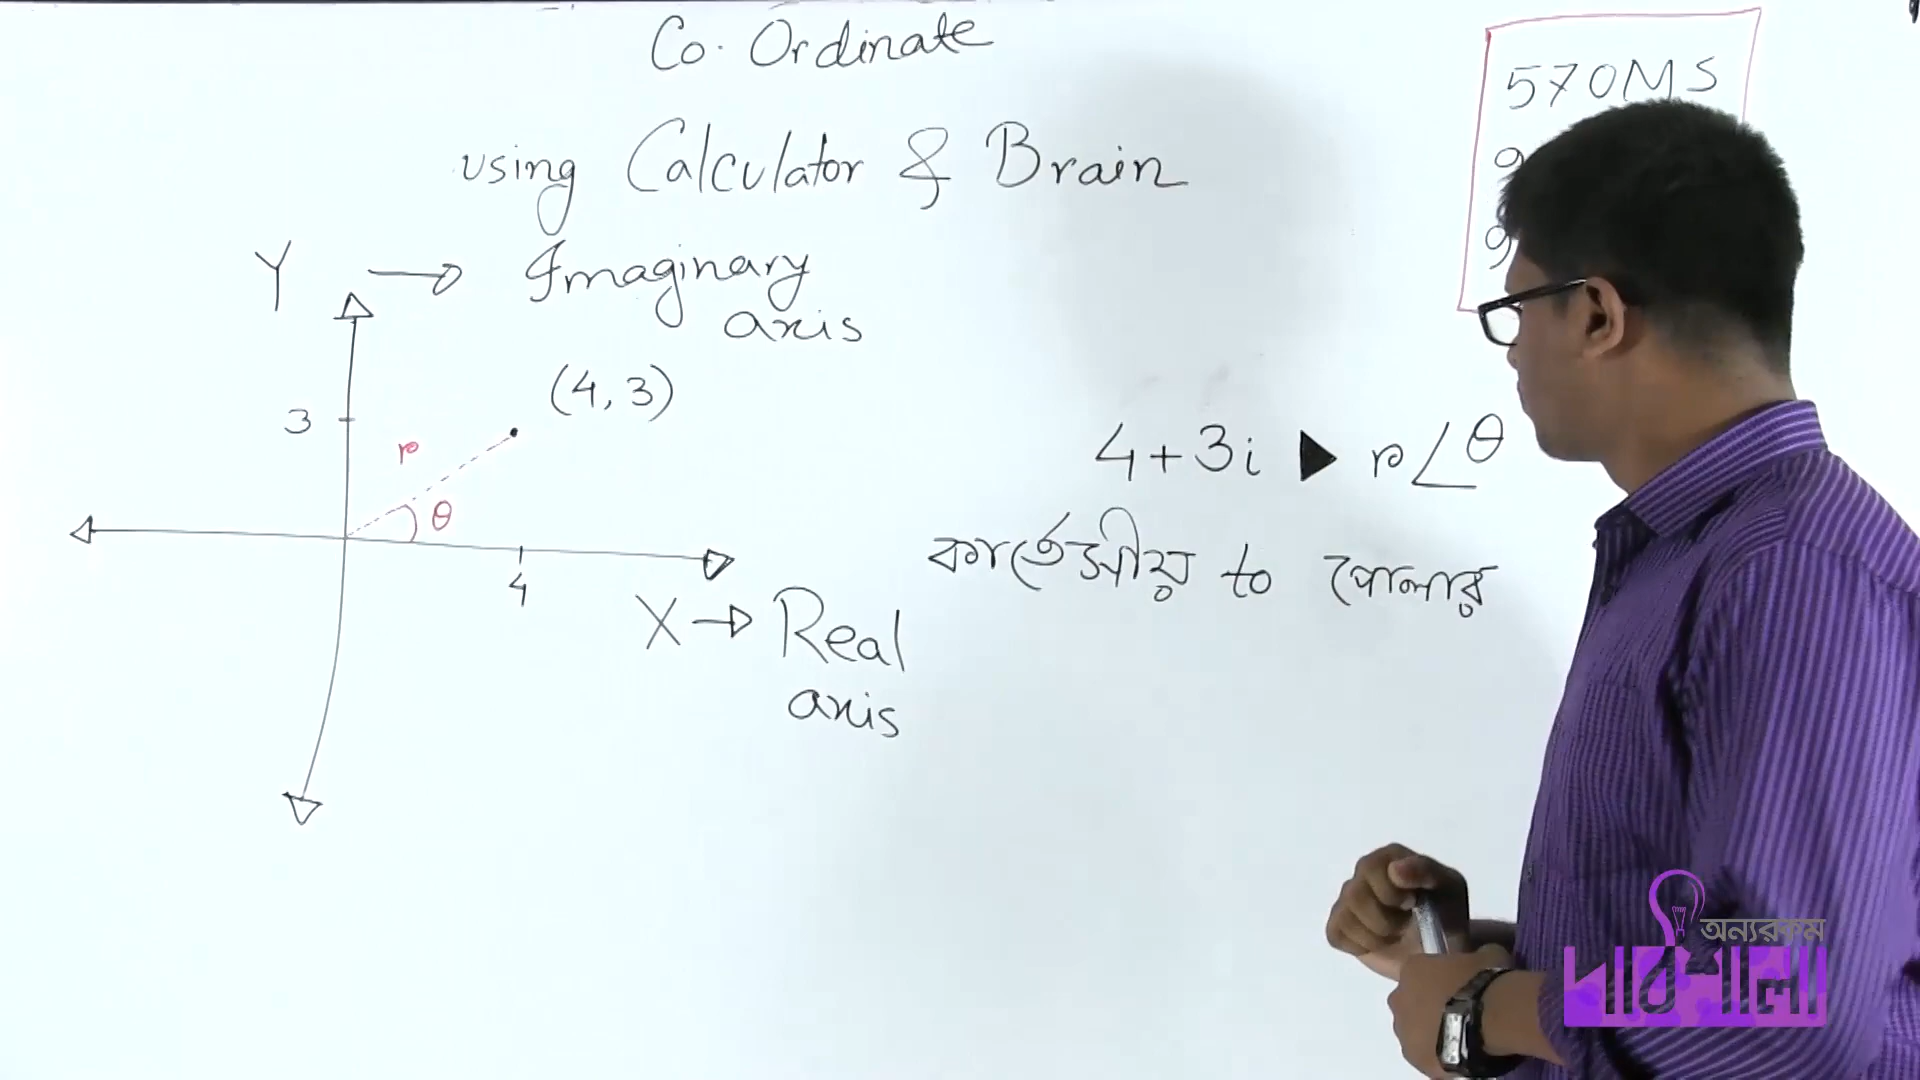 Co-Ordinate
using Calculator & Brain
570MS
Y → Imaginary
axis
(4, 3)
3
r
θ
4
X → Real
axis
4+3i ▶ r∠θ
কার্তেসীয় to পোলার
অন্যরকম
পাঠশালা